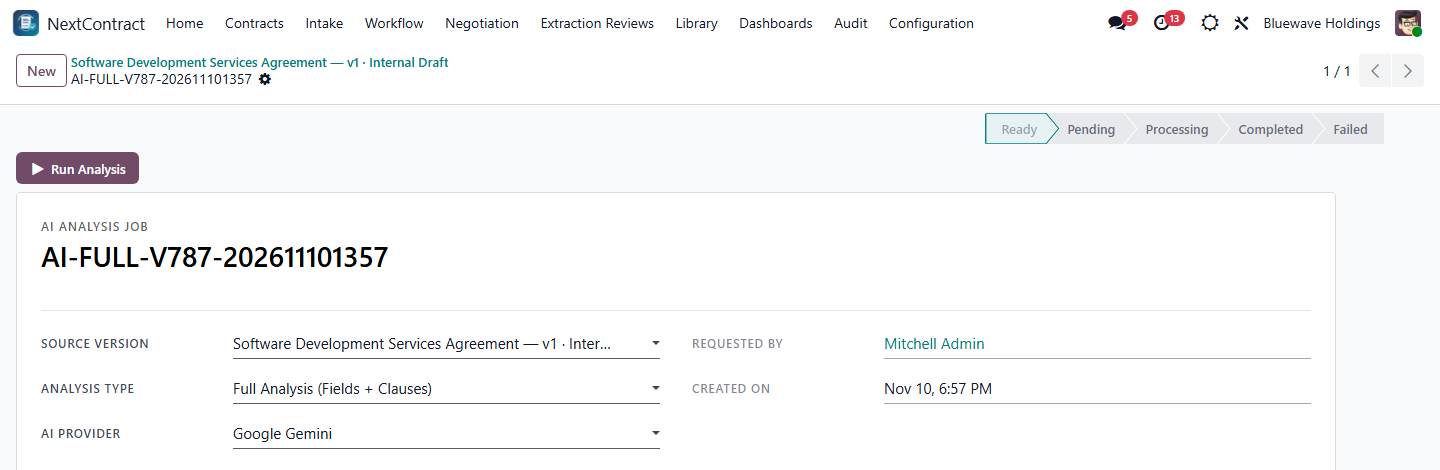 NextContract Home Contracts Intake Workflow Negotiation Extraction Reviews Library Dashboards Audit Configuration 5 13 Bluewave Holdings
New Software Development Services Agreement — v1 · Internal Draft
AI-FULL-V787-202611101357 1 / 1
Ready Pending Processing Completed Failed
Run Analysis
AI ANALYSIS JOB
AI-FULL-V787-202611101357
SOURCE VERSION Software Development Services Agreement — v1 · Inter... REQUESTED BY Mitchell Admin
ANALYSIS TYPE Full Analysis (Fields + Clauses) CREATED ON Nov 10, 6:57 PM
AI PROVIDER Google Gemini